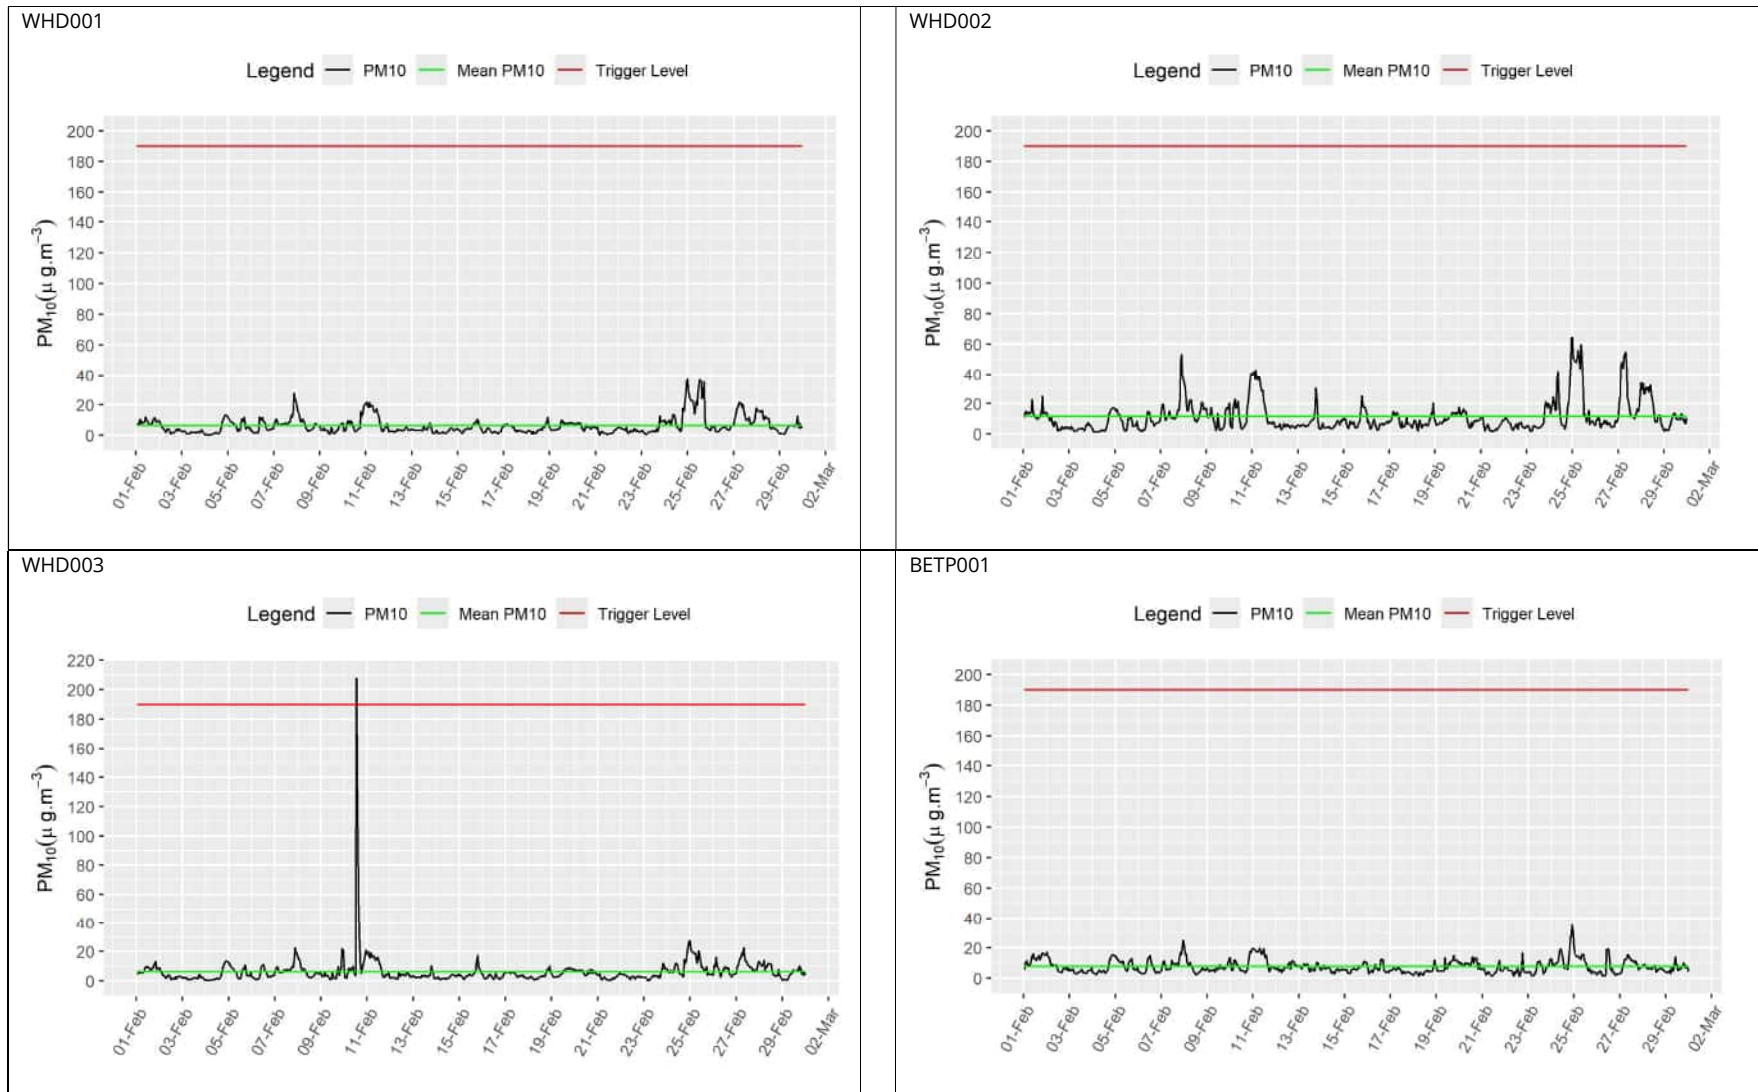 WHD001
Legend PM10 Mean PM10 Trigger Level
200
180
160
140
120
100
80
60
40
20
0
PM10(μ g.m−3)
01-Feb 03-Feb 05-Feb 07-Feb 09-Feb 11-Feb 13-Feb 15-Feb 17-Feb 19-Feb 21-Feb 23-Feb 25-Feb 27-Feb 29-Feb 02-Mar
WHD002
Legend PM10 Mean PM10 Trigger Level
200
180
160
140
120
100
80
60
40
20
0
PM10(μ g.m−3)
01-Feb 03-Feb 05-Feb 07-Feb 09-Feb 11-Feb 13-Feb 15-Feb 17-Feb 19-Feb 21-Feb 23-Feb 25-Feb 27-Feb 29-Feb 02-Mar
WHD003
Legend PM10 Mean PM10 Trigger Level
220
200
180
160
140
120
100
80
60
40
20
0
PM10(μ g.m−3)
01-Feb 03-Feb 05-Feb 07-Feb 09-Feb 11-Feb 13-Feb 15-Feb 17-Feb 19-Feb 21-Feb 23-Feb 25-Feb 27-Feb 29-Feb 02-Mar
BETP001
Legend PM10 Mean PM10 Trigger Level
200
180
160
140
120
100
80
60
40
20
0
PM10(μ g.m−3)
01-Feb 03-Feb 05-Feb 07-Feb 09-Feb 11-Feb 13-Feb 15-Feb 17-Feb 19-Feb 21-Feb 23-Feb 25-Feb 27-Feb 29-Feb 02-Mar